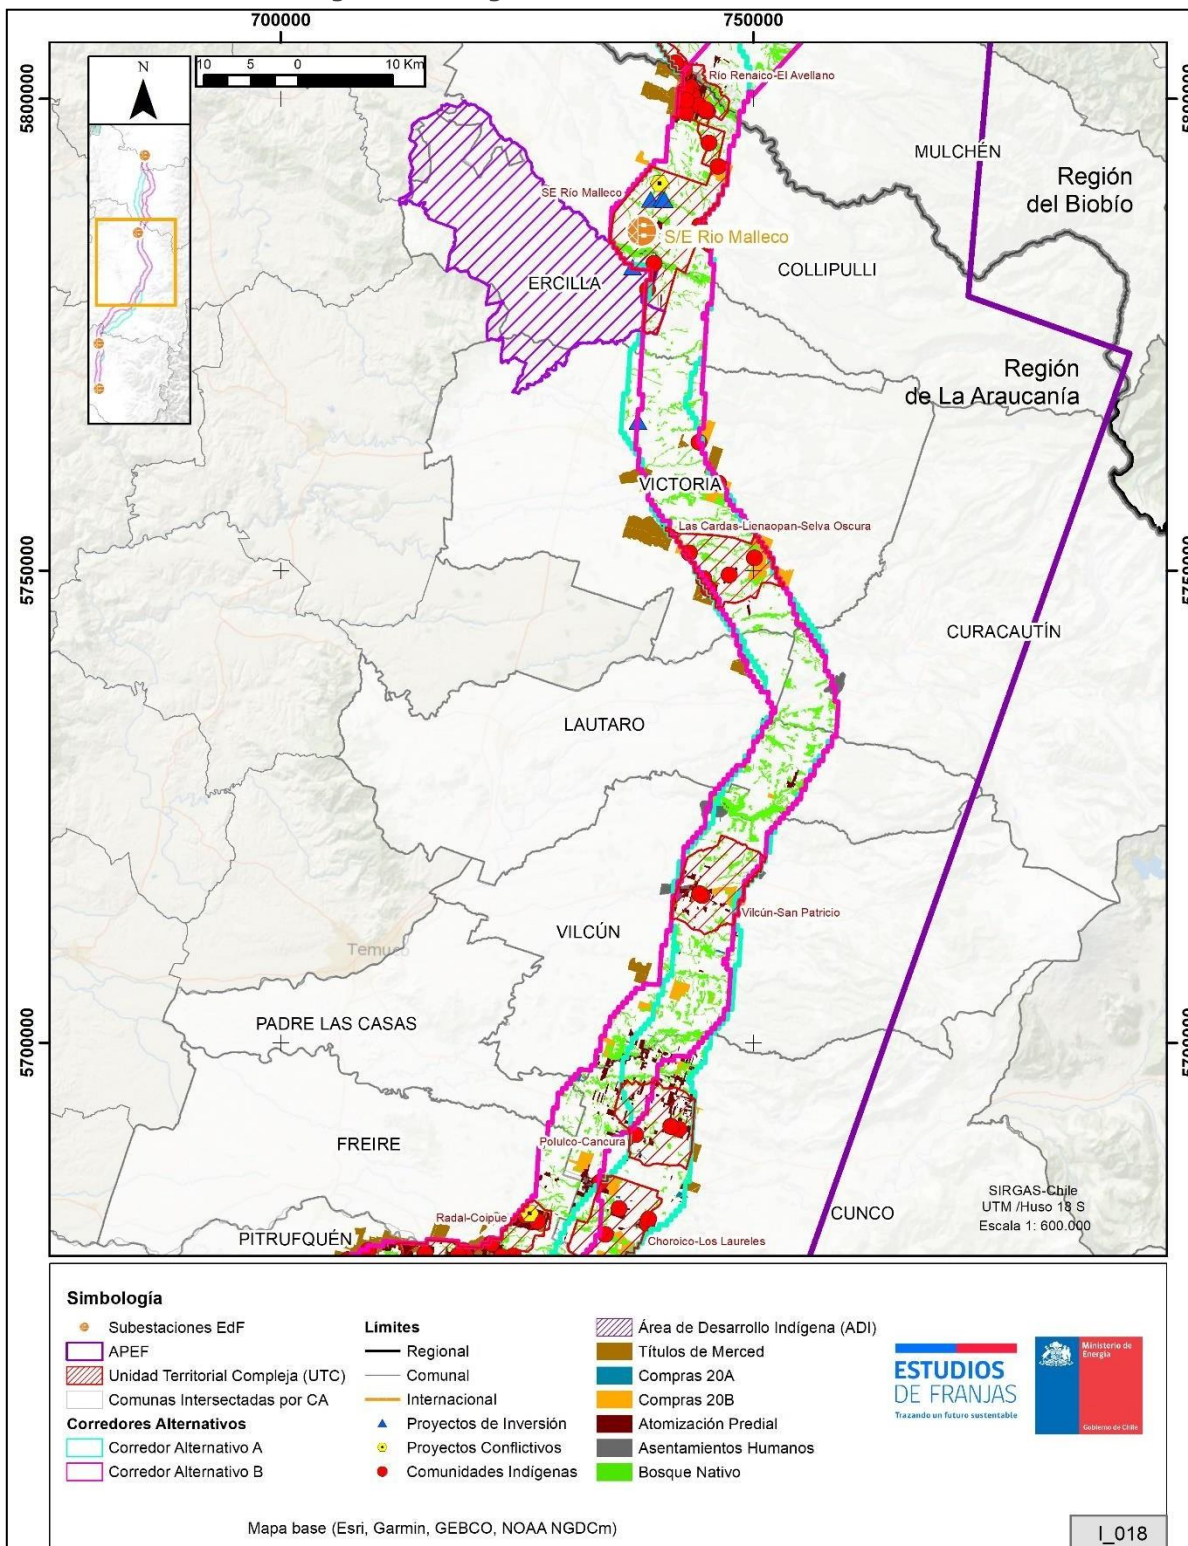 700000
750000
N
10 5 0 10 Km
Río Renaico-El Avellano
5800000
5800000
MULCHÉN
Región
del Biobío
SE Río Malleco
S/E Rio Malleco
COLLIPULLI
ERCILLA
Región
de La Araucanía
VICTORIA
Las Cardas-Lienaopan-Selva Oscura
5750000
5750000
CURACAUTÍN
LAUTARO
Vilcún-San Patricio
VILCÚN
Temuco
PADRE LAS CASAS
5700000
5700000
FREIRE
Polulco-Cancura
SIRGAS-Chile
UTM /Huso 18 S
Escala 1: 600.000
CUNCO
Radal-Coipue
PITRUFQUÉN
Choroico-Los Laureles
Simbología
Subestaciones EdF
APEF
Unidad Territorial Compleja (UTC)
Comunas Intersectadas por CA
Corredores Alternativos
Corredor Alternativo A
Corredor Alternativo B
Límites
Regional
Comunal
Internacional
Proyectos de Inversión
Proyectos Conflictivos
Comunidades Indígenas
Área de Desarrollo Indígena (ADI)
Títulos de Merced
Compras 20A
Compras 20B
Atomización Predial
Asentamientos Humanos
Bosque Nativo
ESTUDIOS
DE FRANJAS
Trazando un futuro sustentable
Ministerio de
Energía
Gobierno de Chile
Mapa base (Esri, Garmin, GEBCO, NOAA NGDCm)
I_018